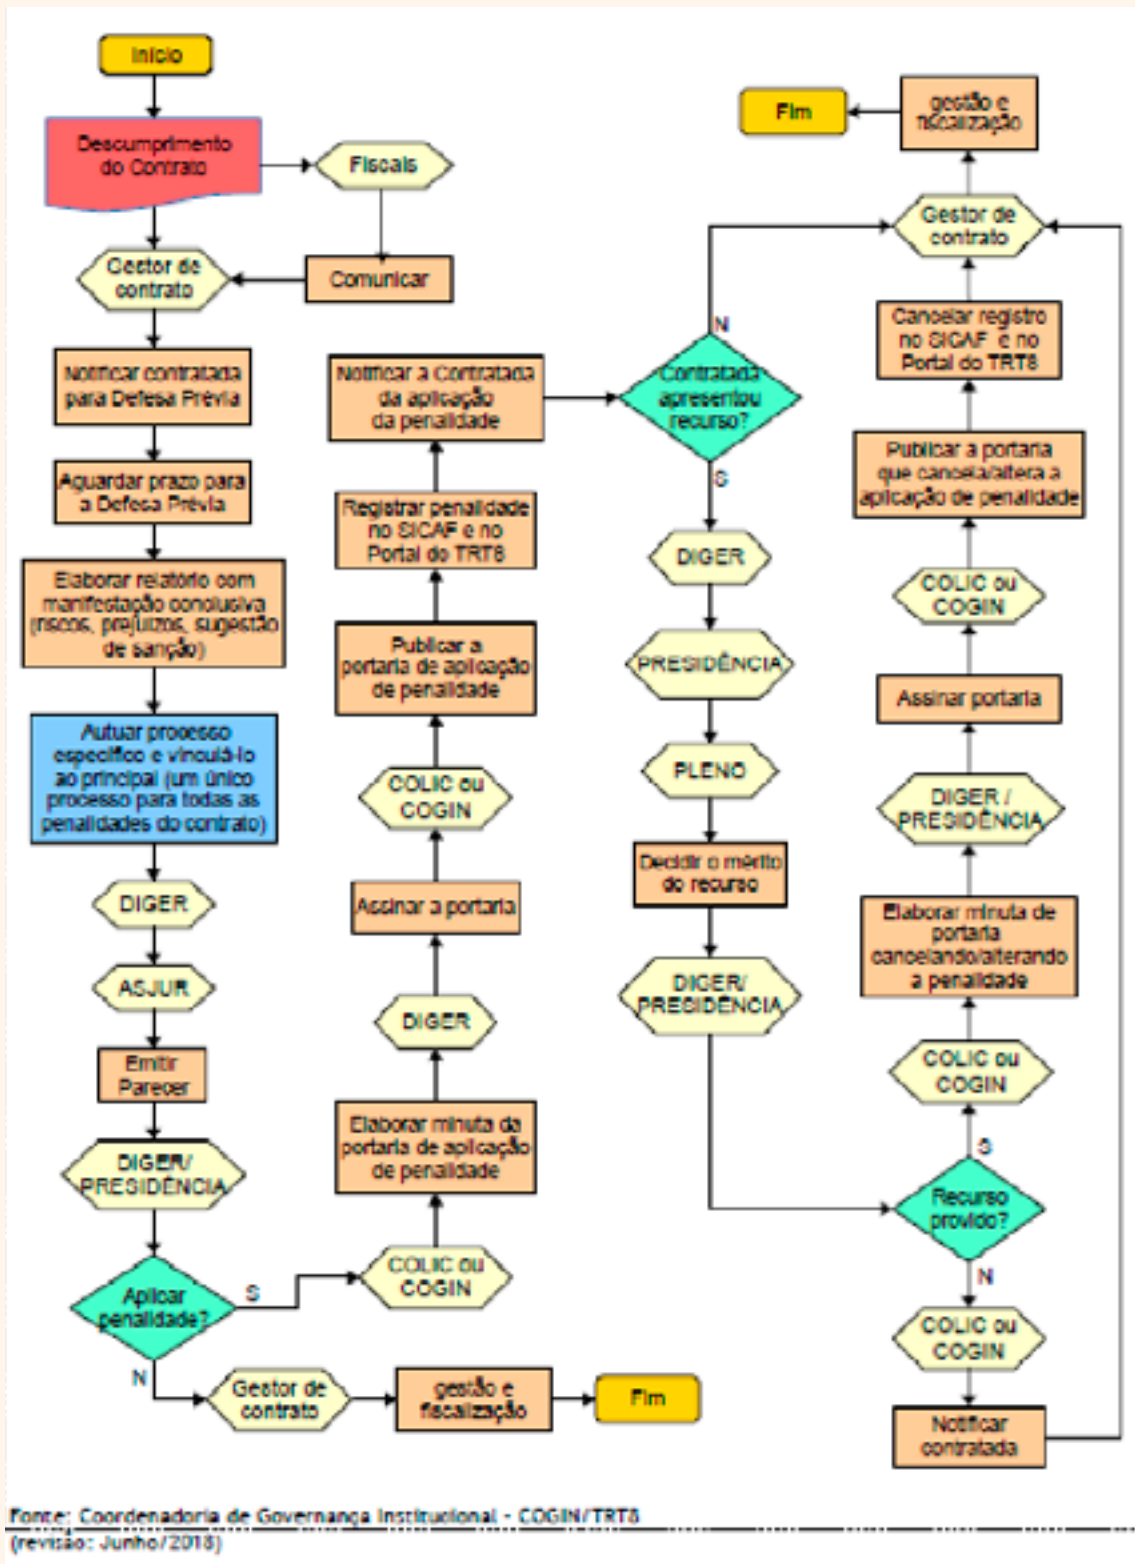 Início
Descumprimento
do Contrato
Fiscais
Comunicar
Gestor de
contrato
Notificar contratada
para Defesa Prévia
Aguardar prazo para
a Defesa Prévia
Elaborar relatório com
manifestação conclusiva
(riscos, prejuízos, sugestão
de sanção)
Autuar processo
específico e vinculá-lo
ao principal (um único
processo para todas as
penalidades do contrato)
DIGER
ASJUR
Emitir
Parecer
DIGER/
PRESIDÊNCIA
Aplicar
penalidade?
S
N
Gestor de
contrato
gestão e
fiscalização
Fim
COLIC ou
COGIN
Elaborar minuta da
portaria de aplicação
de penalidade
DIGER
Assinar a portaria
COLIC ou
COGIN
Publicar a
portaria de aplicação
de penalidade
Registrar penalidade
no SICAF e no
Portal do TRT8
Notificar a Contratada
da aplicação
da penalidade
Contratada
apresentou
recurso?
N
S
DIGER
PRESIDÊNCIA
PLENO
Decidir o mérito
do recurso
DIGER/
PRESIDÊNCIA
Recurso
provido?
S
N
COLIC ou
COGIN
Notificar
contratada
COLIC ou
COGIN
Elaborar minuta de
portaria
cancelando/alterando
a penalidade
DIGER /
PRESIDÊNCIA
Assinar portaria
COLIC ou
COGIN
Publicar a portaria
que cancela/altera a
aplicação de penalidade
Cancelar registro
no SICAF e no
Portal do TRT8
Gestor de
contrato
gestão e
fiscalização
Fim
Fonte: Coordenadoria de Governança Institucional - COGIN/TRT8
(revisão: Junho/2018)